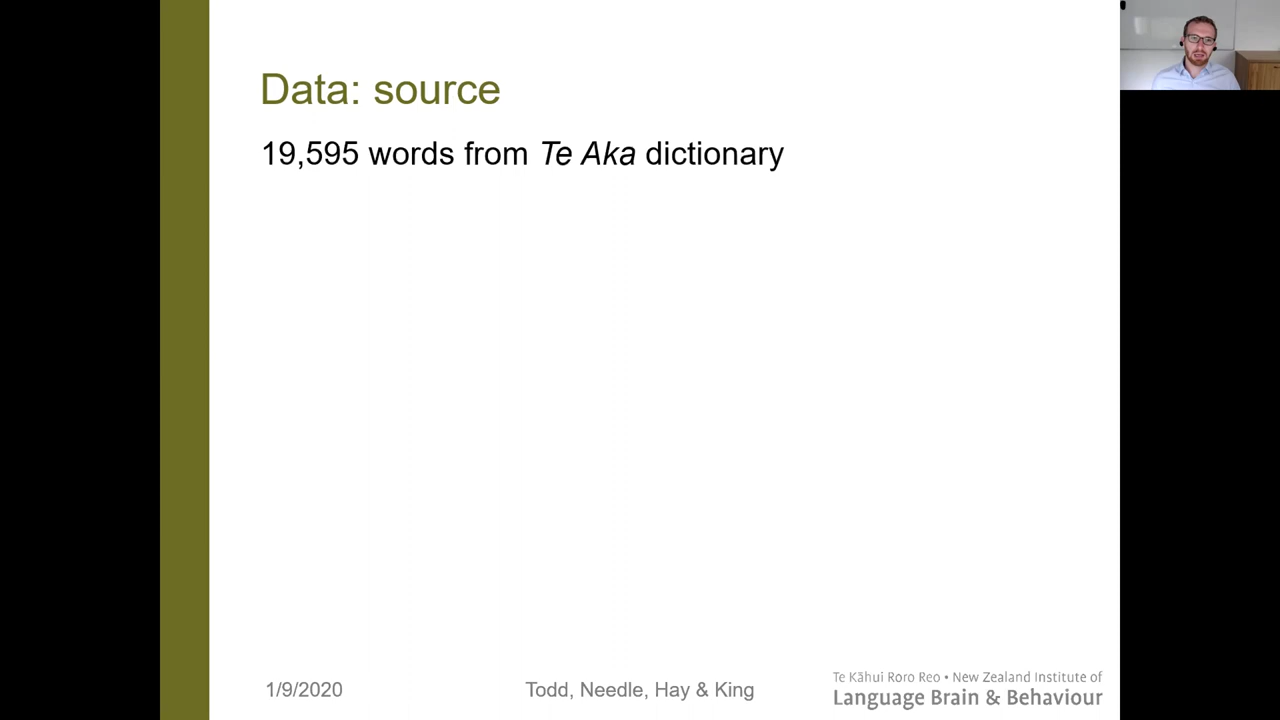 Data: source
19,595 words from Te Aka dictionary
1/9/2020
Todd, Needle, Hay & King
Te Kāhui Roro Reo • New Zealand Institute of
Language Brain & Behaviour